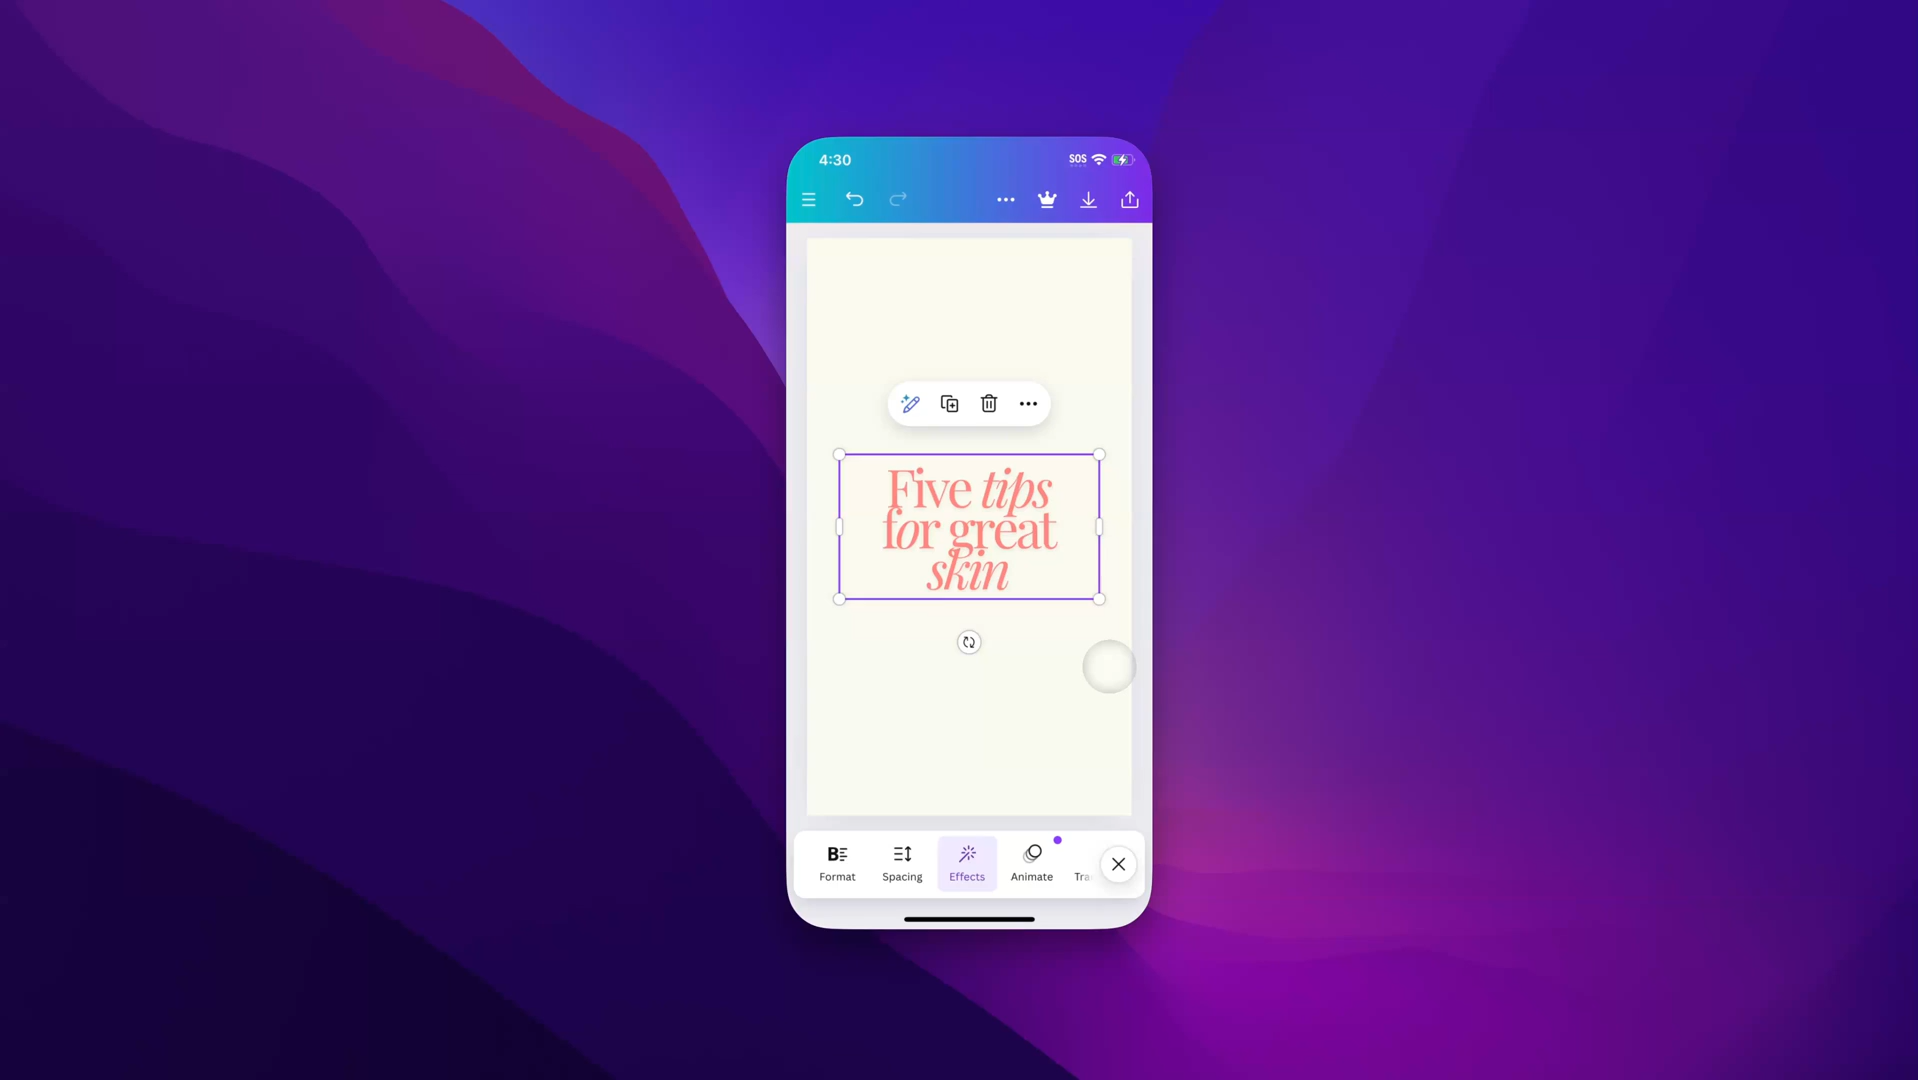 4:30
SOS
Five tips
for great
skin
Format
Spacing
Effects
Animate
Tra